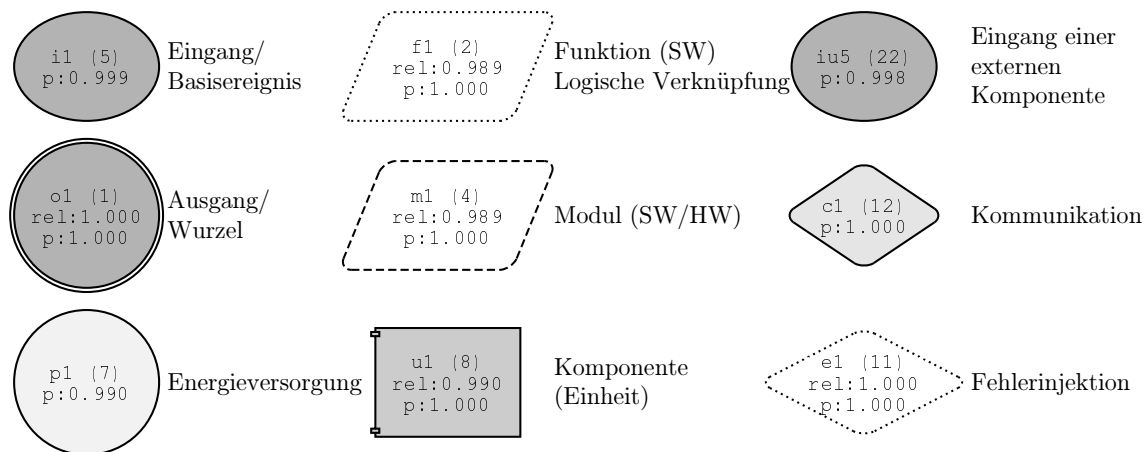 i1 (5)
p:0.999
Eingang/
Basisereignis
f1 (2)
rel:0.989
p:1.000
Funktion (SW)
Logische Verknüpfung
iu5 (22)
p:0.998
Eingang einer
externen
Komponente
o1 (1)
rel:1.000
p:1.000
Ausgang/
Wurzel
m1 (4)
rel:0.989
p:1.000
Modul (SW/HW)
c1 (12)
p:1.000
Kommunikation
p1 (7)
p:0.990
Energieversorgung
u1 (8)
rel:0.990
p:1.000
Komponente
(Einheit)
e1 (11)
rel:1.000
p:1.000
Fehlerinjektion